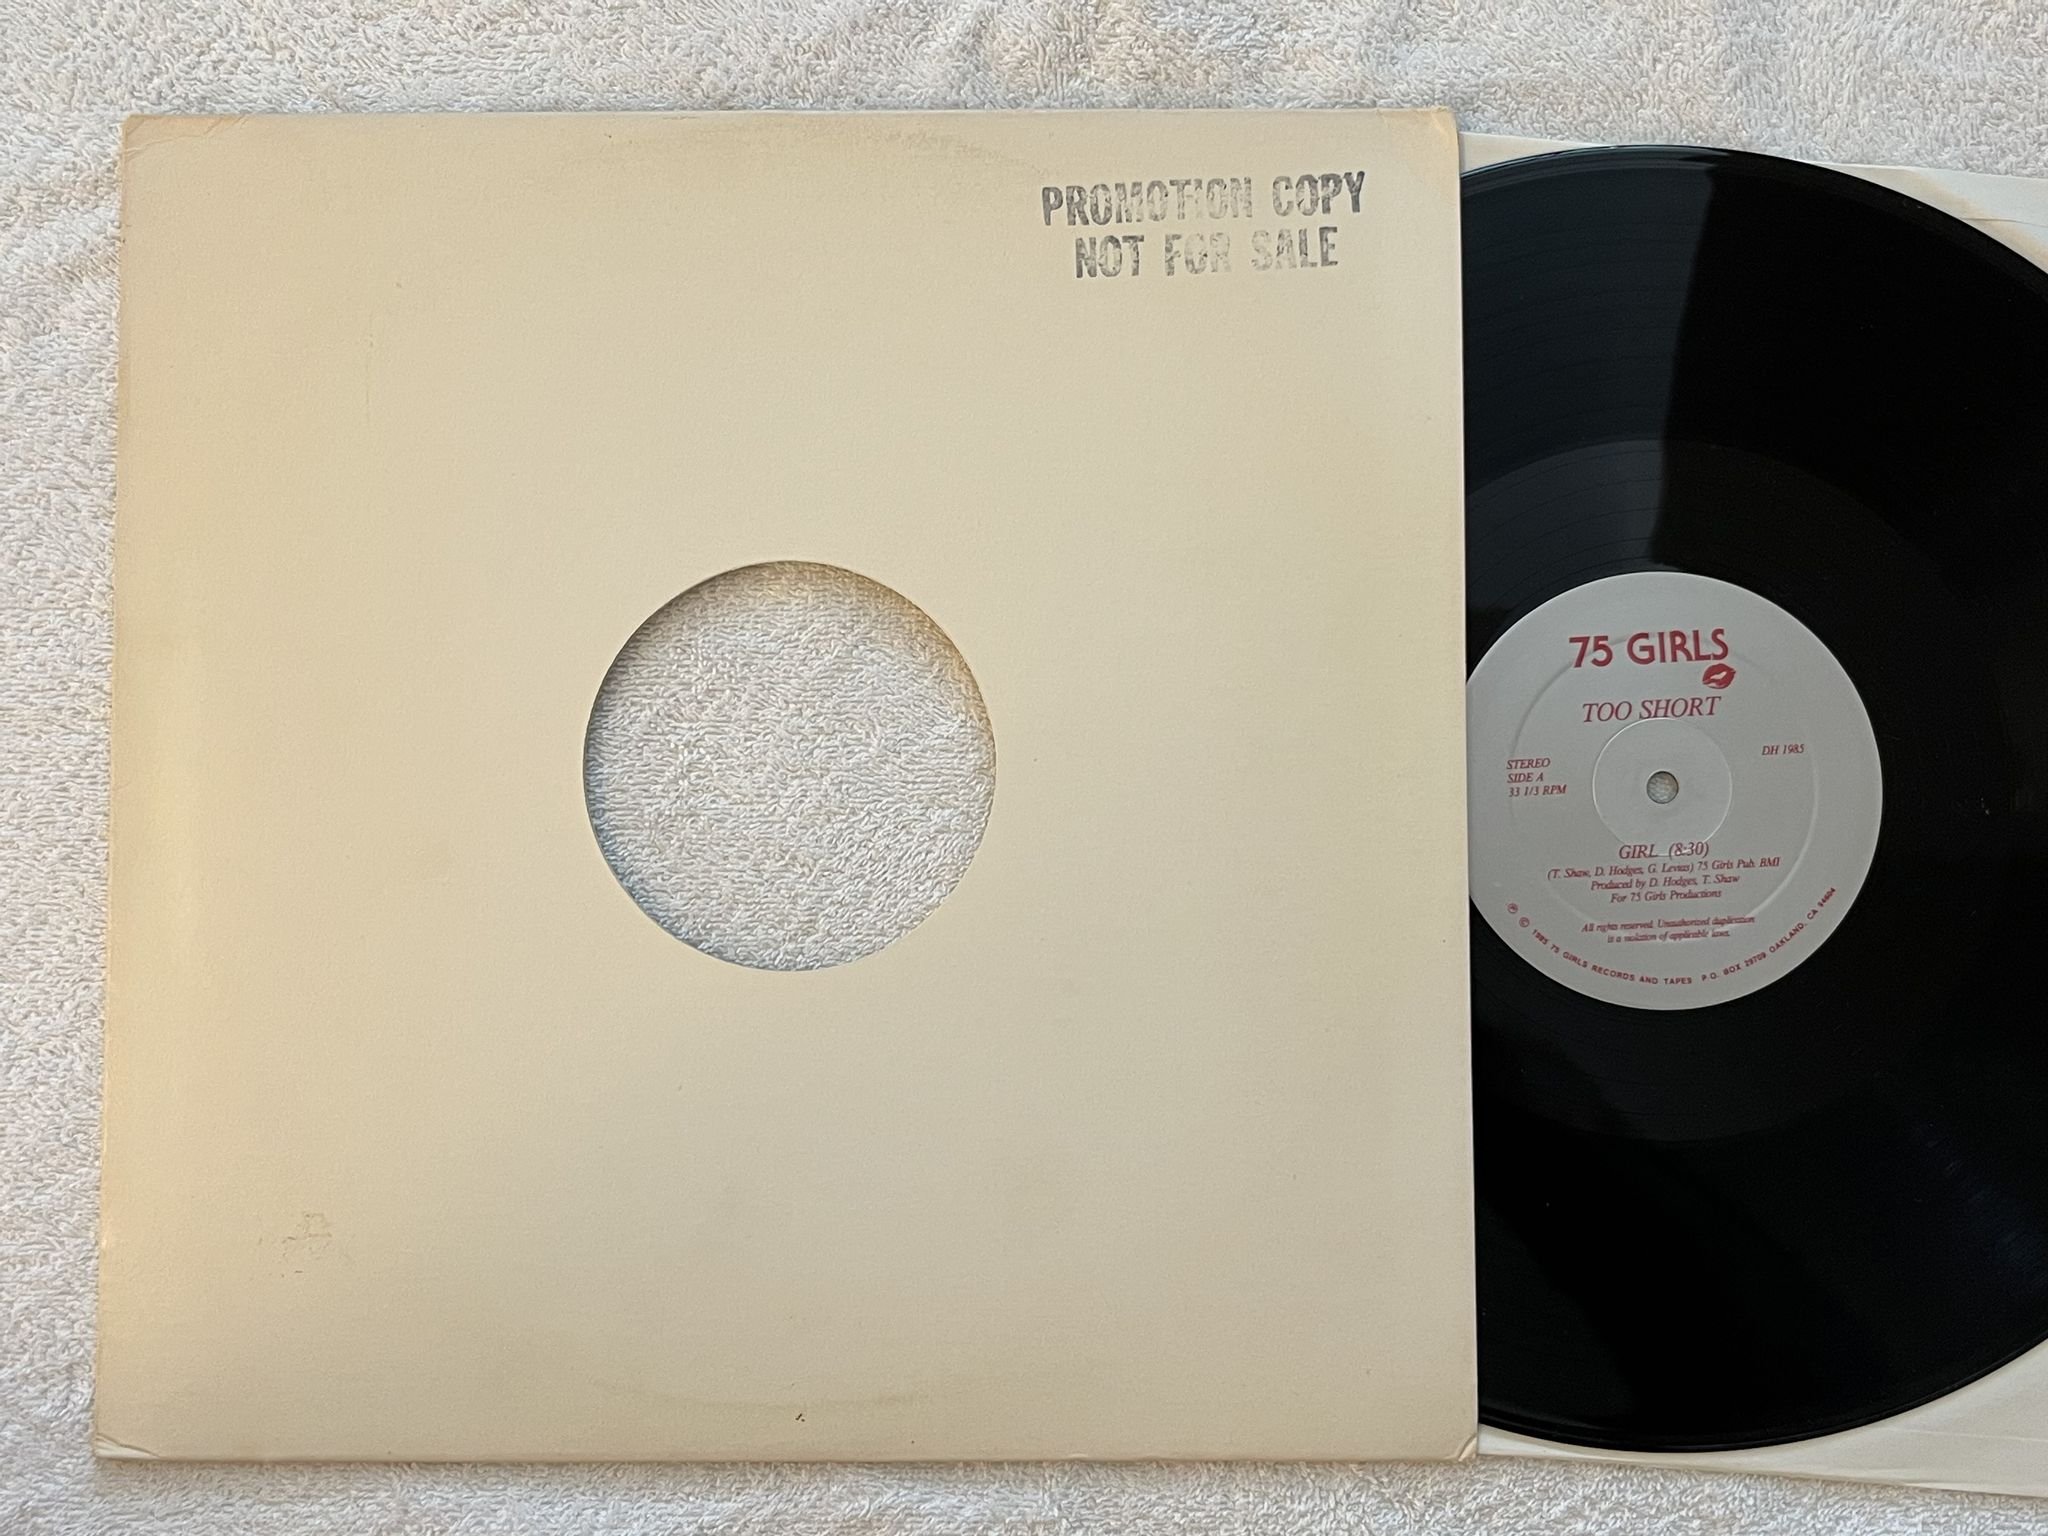 PROMOTION COPY
NOT FOR SALE
75 GIRLS
TOO SHORT
STEREO
SIDE A
33 1/3 RPM
DH 1985
GIRL (8:30)
(T. Shaw, D. Hodges, G. Levias) 75 Girls Pub. BMI
Produced by D. Hodges, T. Shaw
For 75 Girls Productions
All rights reserved. Unauthorized duplication
is a violation of applicable laws.
℗ © 1985 75 GIRLS RECORDS AND TAPES P.O. BOX 29709 OAKLAND, CA 94604